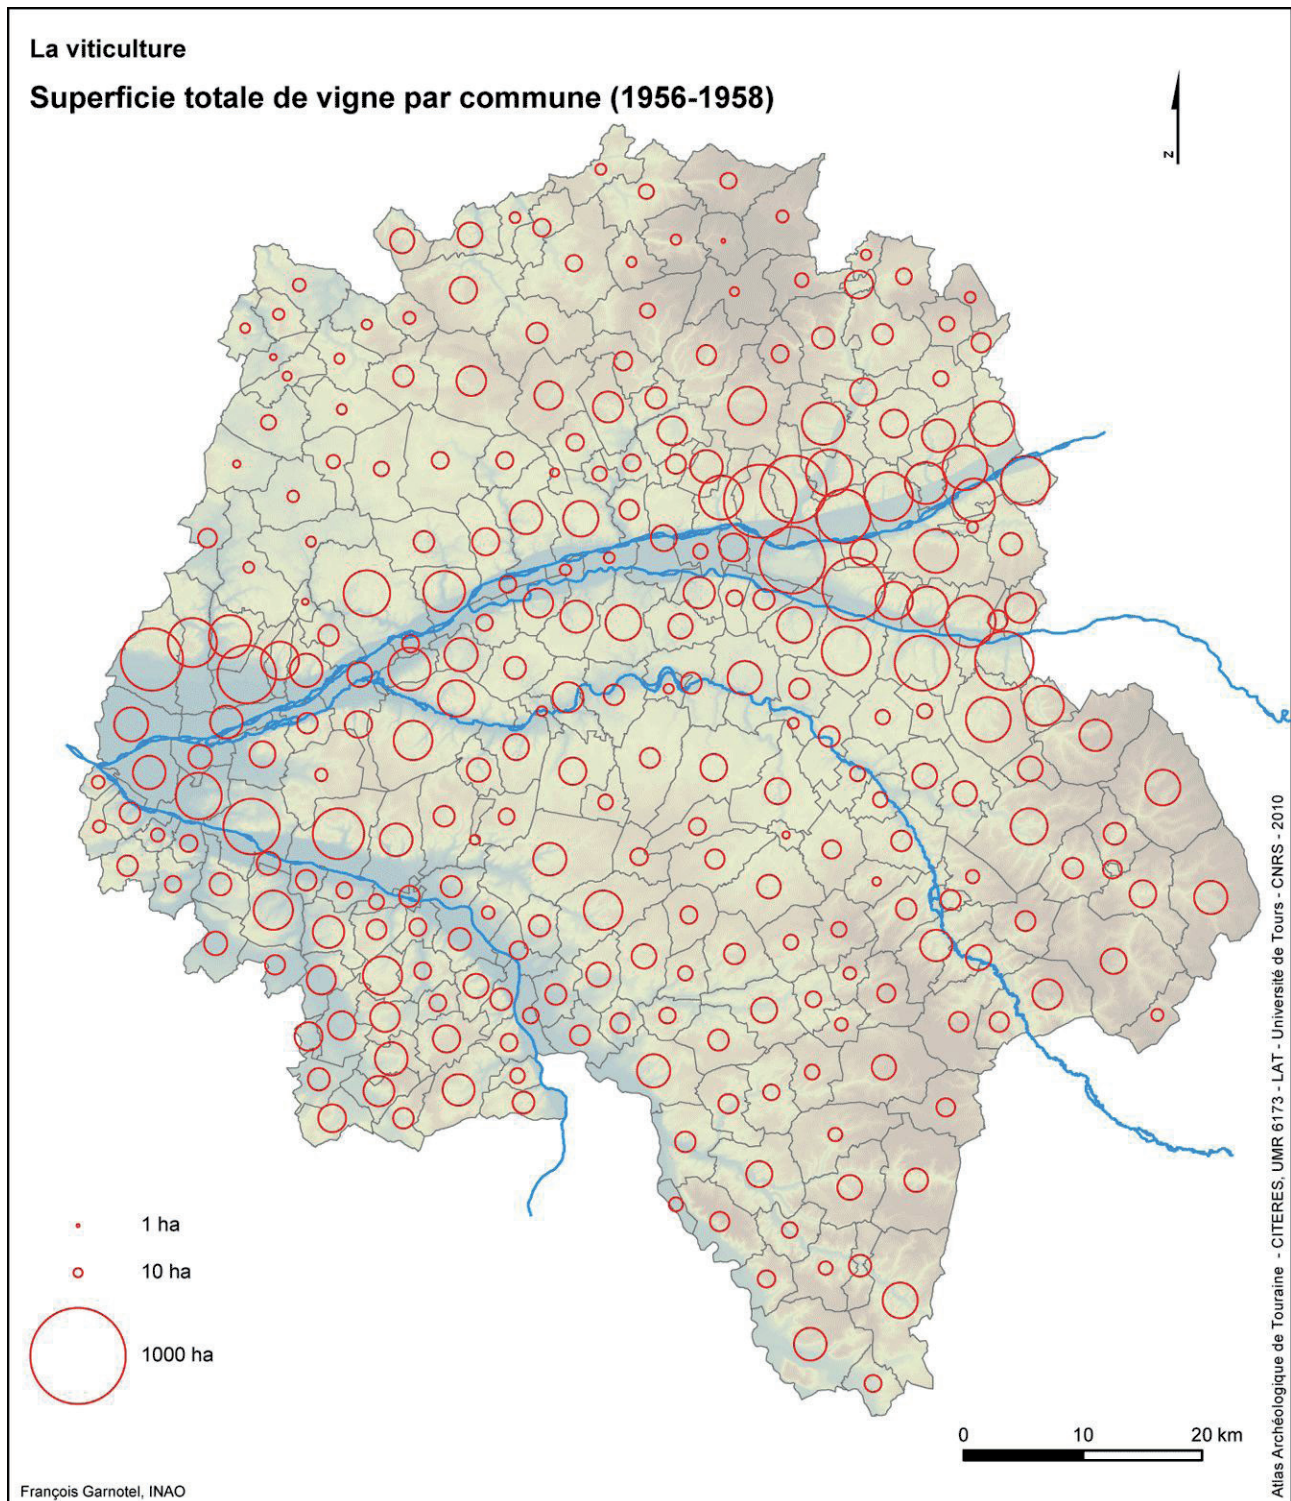 La viticulture
Superficie totale de vigne par commune (1956-1958)
z
1 ha
10 ha
1000 ha
0 10 20 km
François Garnotel, INAO
Atlas Archéologique de Touraine - CITERES, UMR 6173 - LAT - Université de Tours - CNRS - 2010